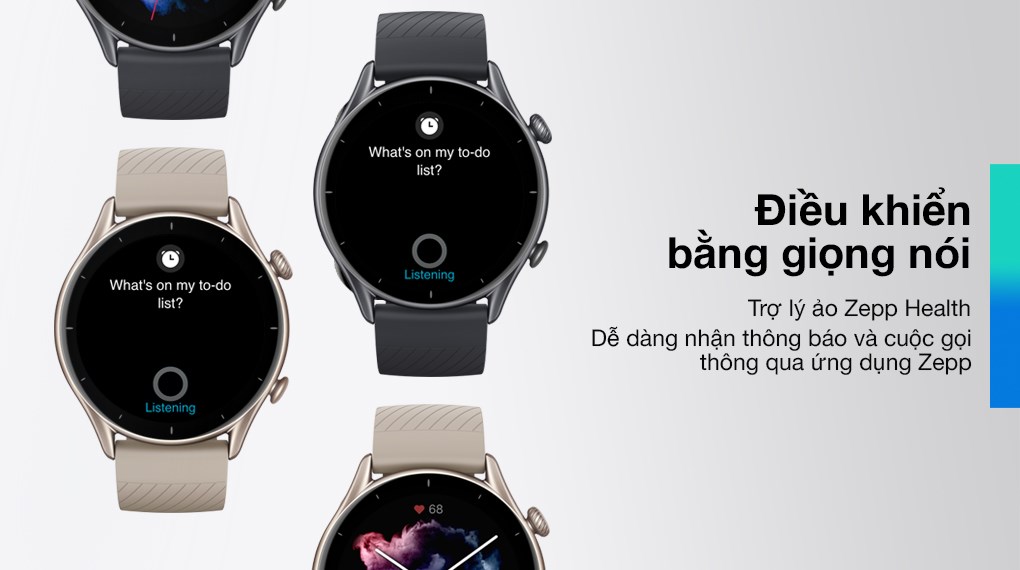 What's on my to-do
list?
Listening
What's on my to-do
list?
Listening
68
Điều khiển
bằng giọng nói
Trợ lý ảo Zepp Health
Dễ dàng nhận thông báo và cuộc gọi
thông qua ứng dụng Zepp